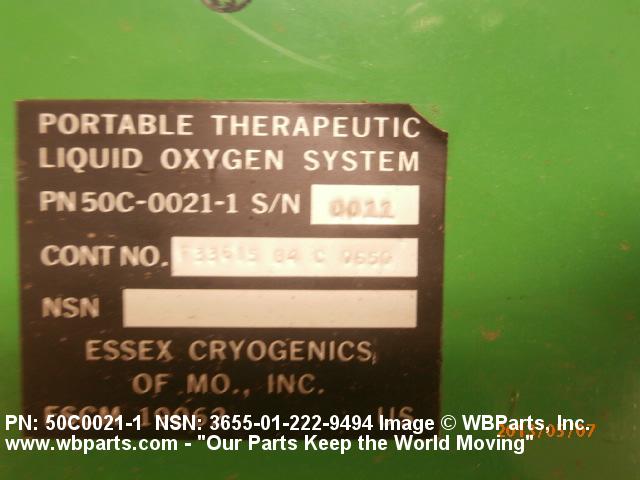 PORTABLE THERAPEUTIC
LIQUID OXYGEN SYSTEM
PN 50C-0021-1 S/N 0011
CONT NO. F33615 84 C 0650
NSN
ESSEX CRYOGENICS
OF MO., INC.
US
PN: 50C0021-1 NSN: 3655-01-222-9494 Image © WBParts, Inc.
www.wbparts.com - "Our Parts Keep the World Moving"